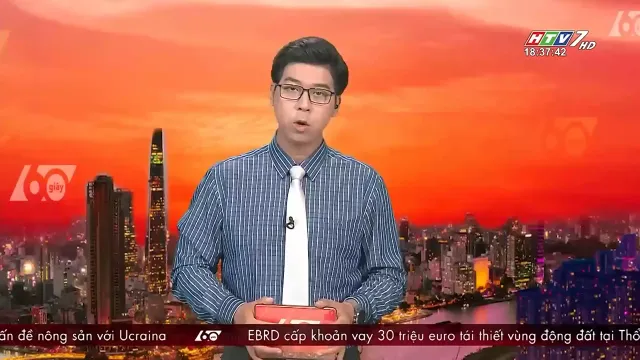 HTV7 HD
18:37:42
60 giây
ấn đề nông sản với Ucraina 60 EBRD cấp khoản vay 30 triệu euro tái thiết vùng động đất tại Thổ